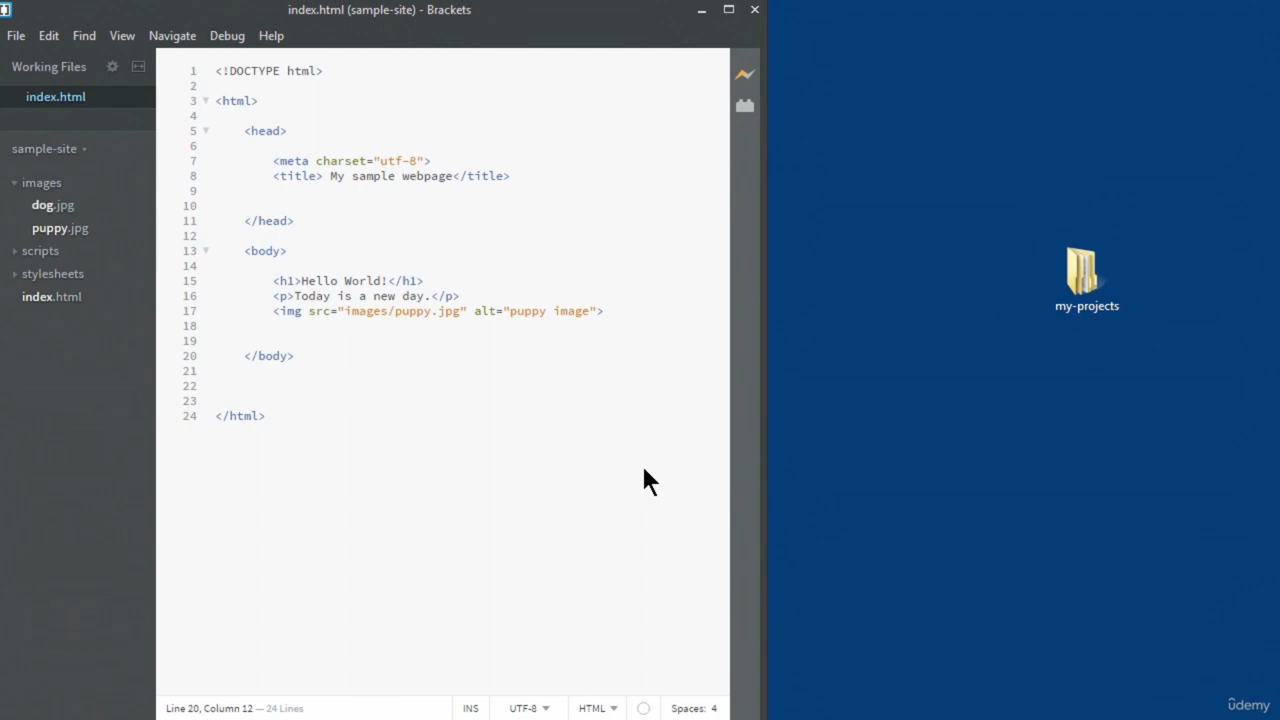 index.html (sample-site) - Brackets
File Edit Find View Navigate Debug Help
Working Files
index.html
sample-site
images
dog.jpg
puppy.jpg
scripts
stylesheets
index.html
1 <!DOCTYPE html>
2
3 <html>
4
5 <head>
6
7 <meta charset="utf-8">
8 <title> My sample webpage</title>
9
10
11 </head>
12
13 <body>
14
15 <h1>Hello World!</h1>
16 <p>Today is a new day.</p>
17 <img src="images/puppy.jpg" alt="puppy image">
18
19
20 </body>
21
22
23
24 </html>
Line 20, Column 12 — 24 Lines
INS UTF-8 HTML Spaces: 4
my-projects
ûdemy